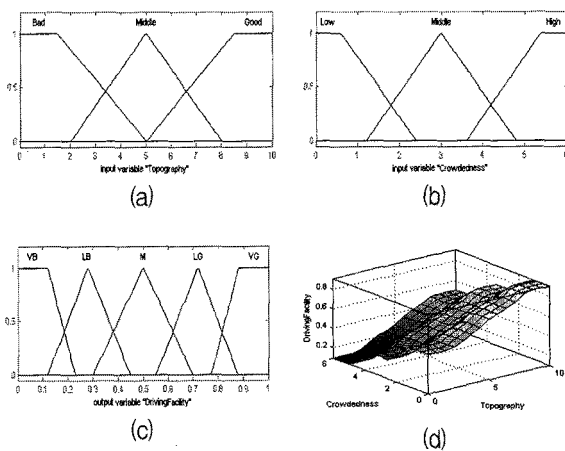 Bad Middle Good
1
0.5
0
0 1 2 3 4 5 6 7 8 9 10
input variable "Topography"
(a)
Low Middle High
1
0.5
0
0 1 2 3 4 5 6
input variable "Crowdedness"
(b)
VB LB M LG VG
1
0.5
0
0 0.1 0.2 0.3 0.4 0.5 0.6 0.7 0.8 0.9 1
output variable "DrivingFacility"
(c)
DrivingFacility
0.8
0.6
0.4
0.2
6 4 2 0
Crowdedness
0 5 10
Topography
(d)